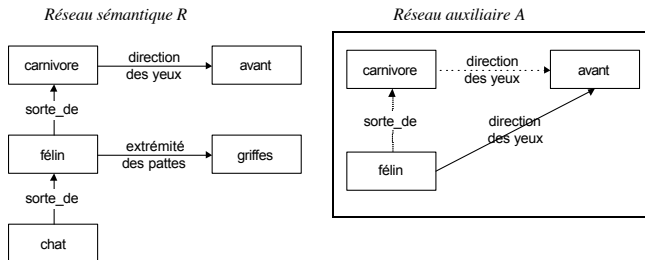 Réseau sémantique R
carnivore
direction
des yeux
avant
sorte_de
félin
extrémité
des pattes
griffes
sorte_de
chat
Réseau auxiliaire A
carnivore
direction
des yeux
avant
sorte_de
direction
des yeux
félin